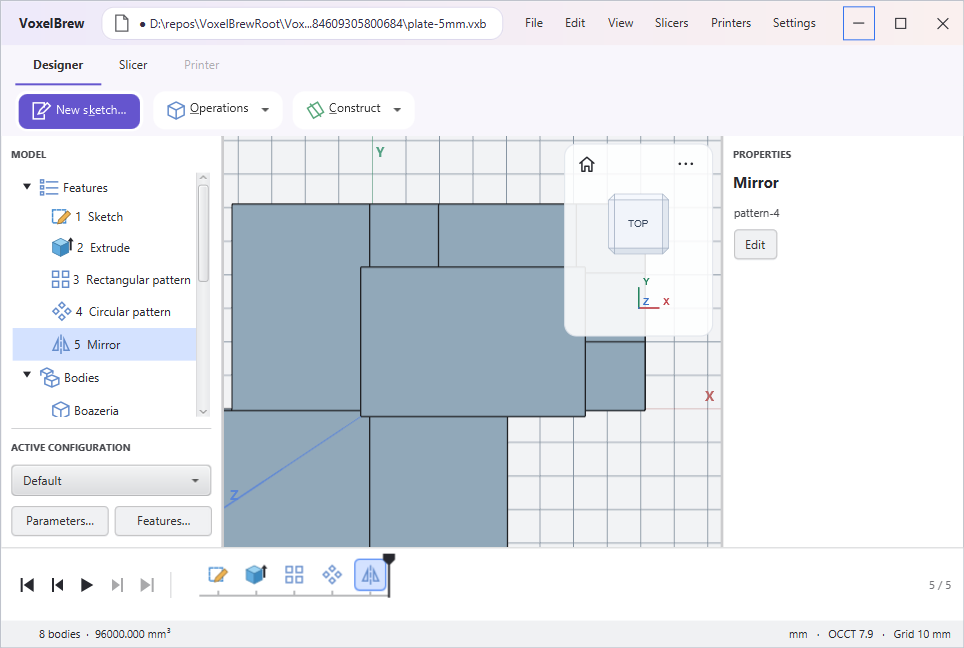 VoxelBrew
• D:\repos\VoxelBrewRoot\Vox...84609305800684\plate-5mm.vxb
File Edit View Slicers Printers Settings
Designer Slicer Printer
New sketch... Operations Construct
MODEL
Features
1 Sketch
2 Extrude
3 Rectangular pattern
4 Circular pattern
5 Mirror
Bodies
Boazeria
ACTIVE CONFIGURATION
Default
Parameters... Features...
Y
...
TOP
Y
Z X
X
Z
PROPERTIES
Mirror
pattern-4
Edit
5 / 5
8 bodies · 96000.000 mm³
mm · OCCT 7.9 · Grid 10 mm